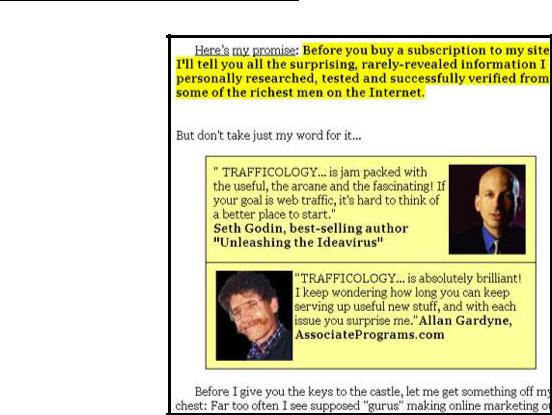 Here's my promise: Before you buy a subscription to my site
I'll tell you all the surprising, rarely-revealed information I
personally researched, tested and successfully verified from
some of the richest men on the Internet.
But don't take just my word for it...
" TRAFFICOLOGY... is jam packed with
the useful, the arcane and the fascinating! If
your goal is web traffic, it's hard to think of
a better place to start."
Seth Godin, best-selling author
"Unleashing the Ideavirus"
"TRAFFICOLOGY... is absolutely brilliant!
I keep wondering how long you can keep
serving up useful new stuff, and with each
issue you surprise me."Allan Gardyne,
AssociatePrograms.com
Before I give you the keys to the castle, let me get something off my
chest: Far too often I see supposed "gurus" making online marketing